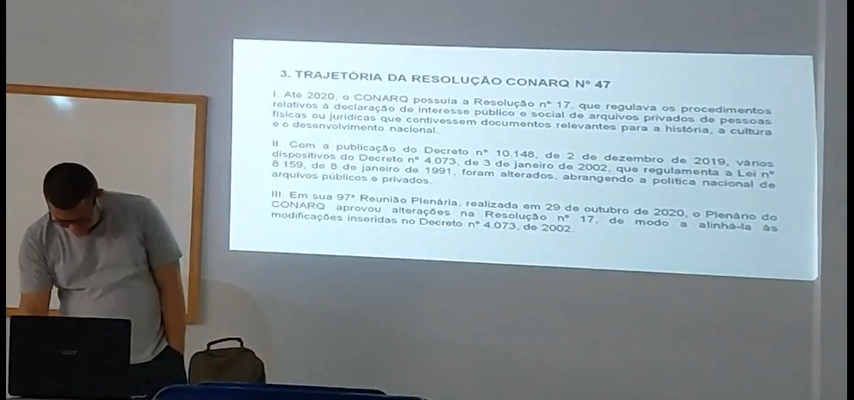 3. TRAJETÓRIA DA RESOLUÇÃO CONARQ Nº 47
I. Até 2020, o CONARQ possuía a Resolução nº 17, que regulava os procedimentos
relativos à declaração de interesse público e social de arquivos privados de pessoas
físicas ou jurídicas que contivessem documentos relevantes para a história, a cultura
e o desenvolvimento nacional.
II. Com a publicação do Decreto nº 10.148, de 2 de dezembro de 2019, vários
dispositivos do Decreto nº 4.073, de 3 de janeiro de 2002, que regulamenta a Lei nº
8.159, de 8 de janeiro de 1991, foram alterados, abrangendo a política nacional de
arquivos públicos e privados.
III. Em sua 97ª Reunião Plenária, realizada em 29 de outubro de 2020, o Plenário do
CONARQ aprovou alterações na Resolução nº 17, de modo a alinhá-la às
modificações inseridas no Decreto nº 4.073, de 2002.
acer